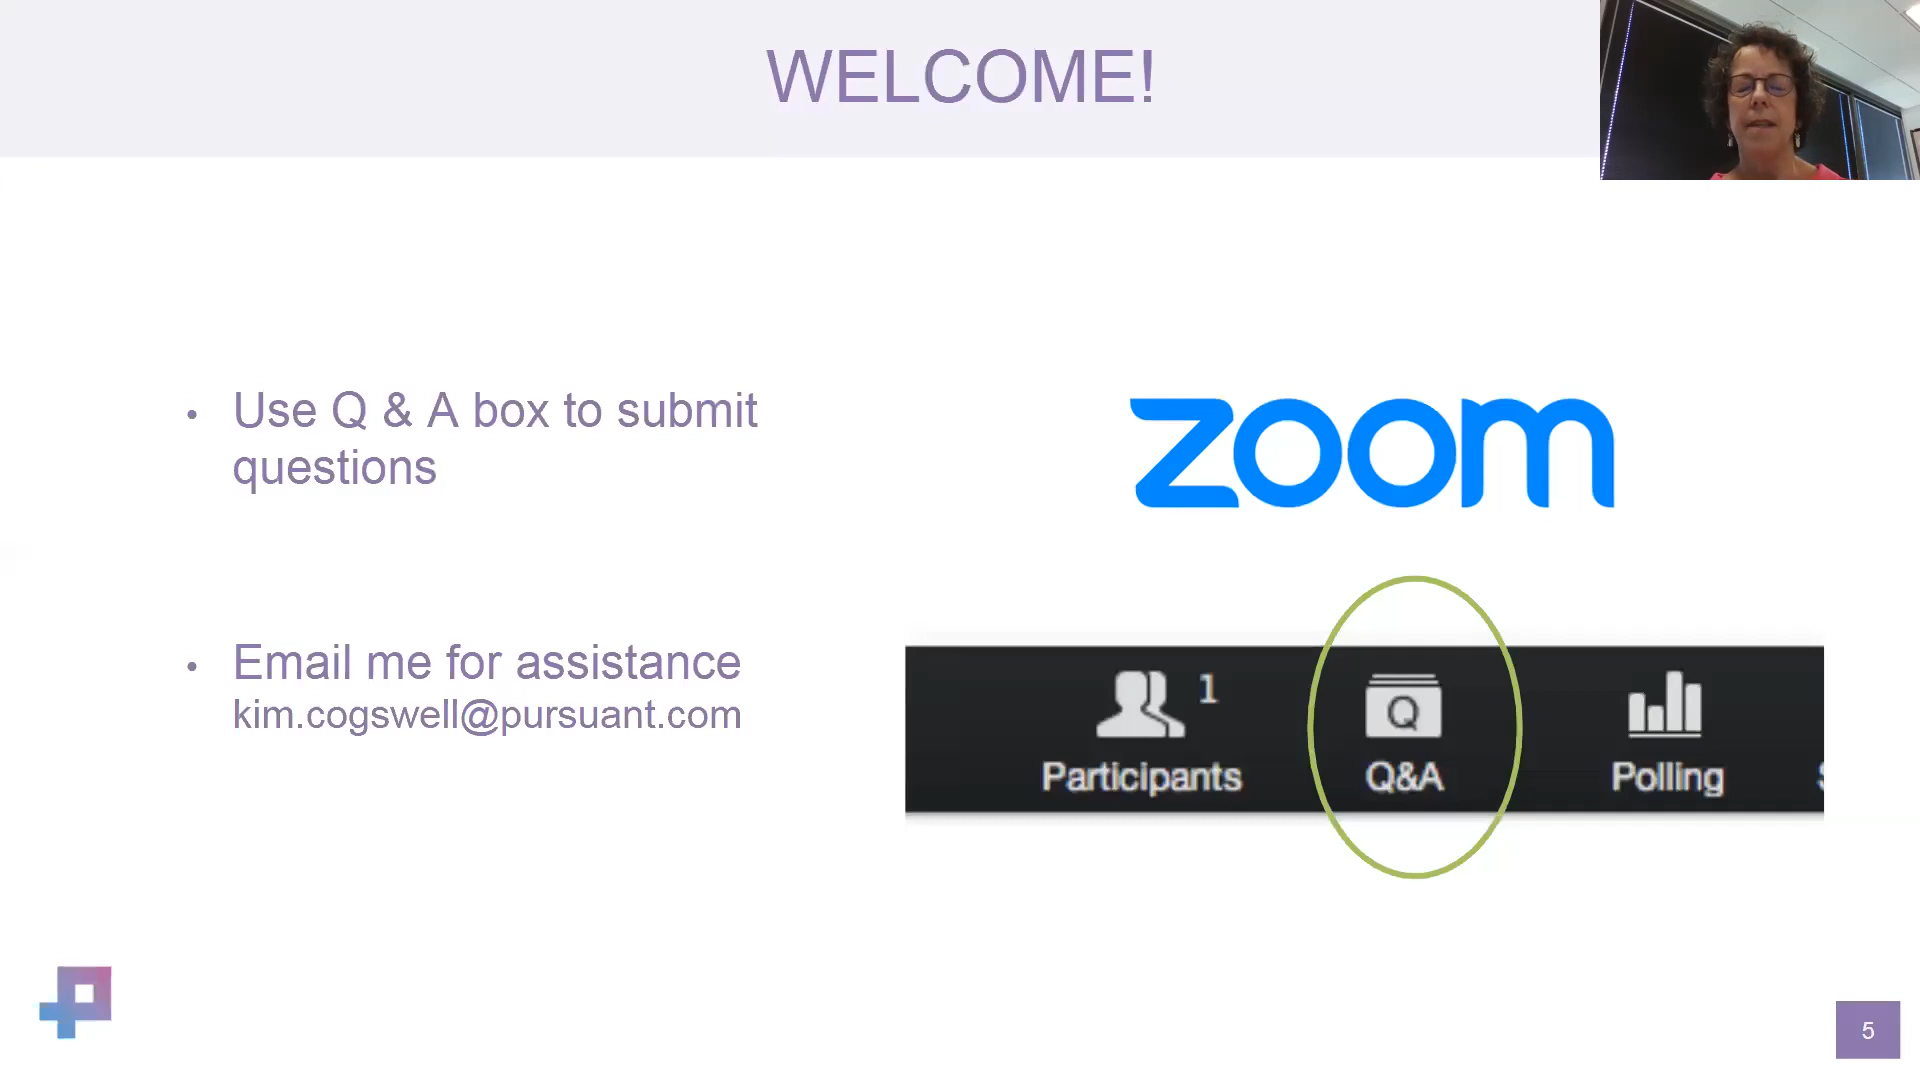 WELCOME!
• Use Q & A box to submit
questions
• Email me for assistance
kim.cogswell@pursuant.com
zoom
1
Participants
Q
Q&A
Polling
5